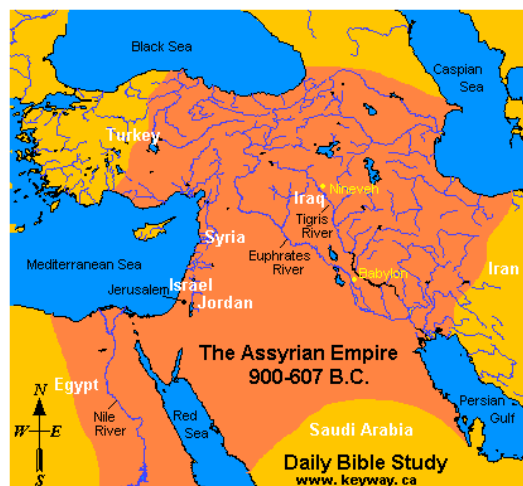 Black Sea
Caspian
Sea
Turkey
Nineveh
Iraq
Tigris
River
Syria
Euphrates
River
Mediterranean Sea
Iran
Babylon
Israel
Jerusalem
Jordan
The Assyrian Empire
900-607 B.C.
Egypt
N
W
E
S
Nile
River
Red
Sea
Persian
Gulf
Saudi Arabia
Daily Bible Study
www.keyway.ca